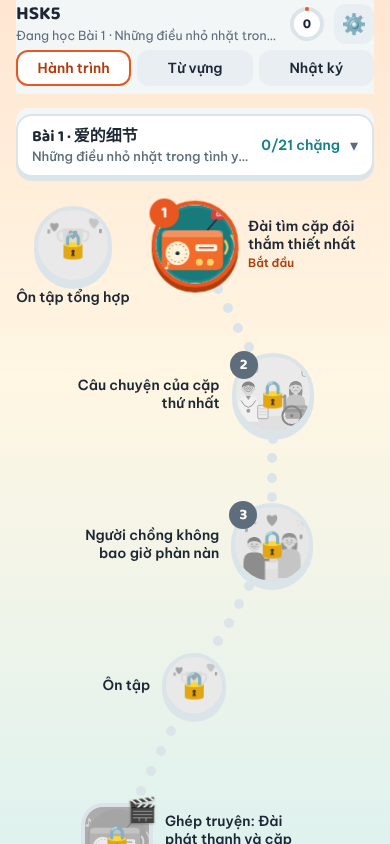 HSK5
Đang học Bài 1 · Những điều nhỏ nhặt tron...
0
Hành trình
Từ vựng
Nhật ký
Bài 1 · 爱的细节
Những điều nhỏ nhặt trong tình y...
0/21 chặng ▼
1
Đài tìm cặp đôi
thắm thiết nhất
Bắt đầu
Ôn tập tổng hợp
2
Câu chuyện của cặp
thứ nhất
3
Người chồng không
bao giờ phàn nàn
Ôn tập
Ghép truyện: Đài
phát thanh và cặp